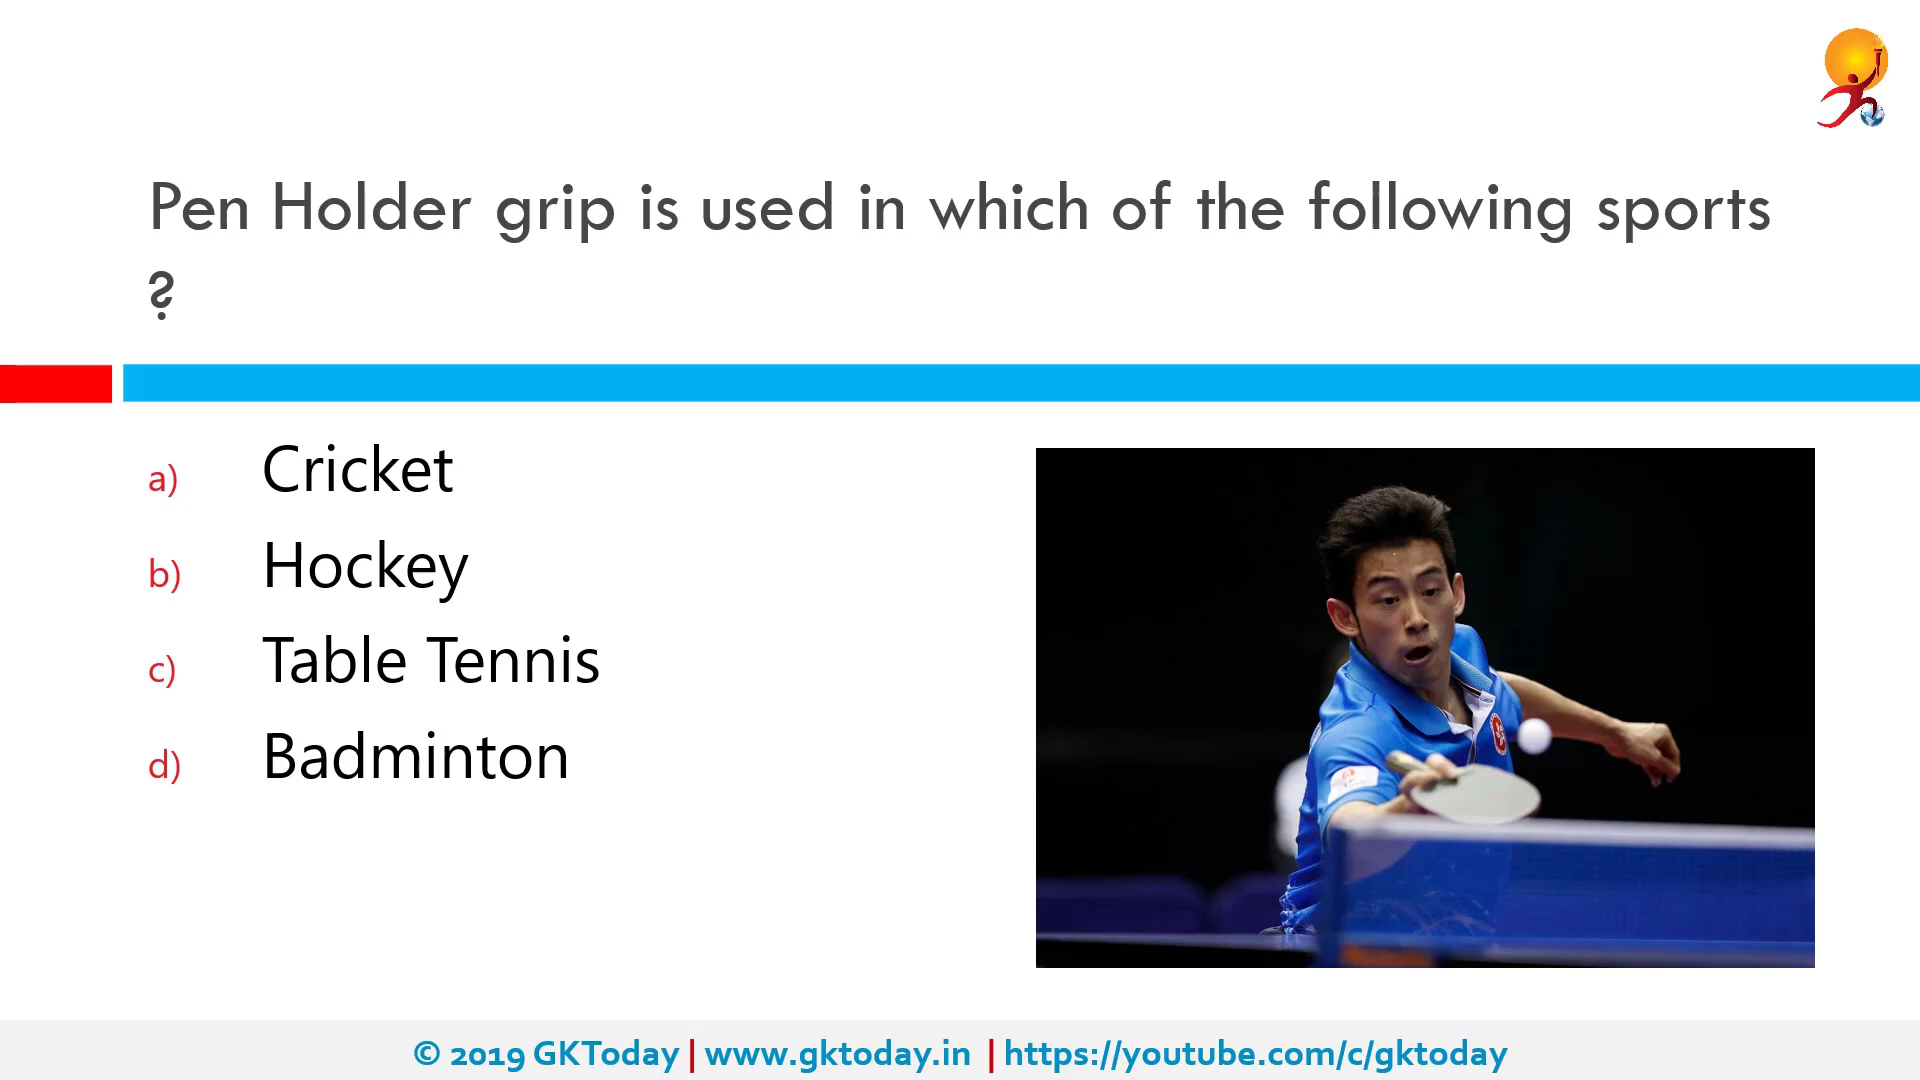 Pen Holder grip is used in which of the following sports
?
a) Cricket
b) Hockey
c) Table Tennis
d) Badminton
© 2019 GKToday | www.gktoday.in | https://youtube.com/c/gktoday